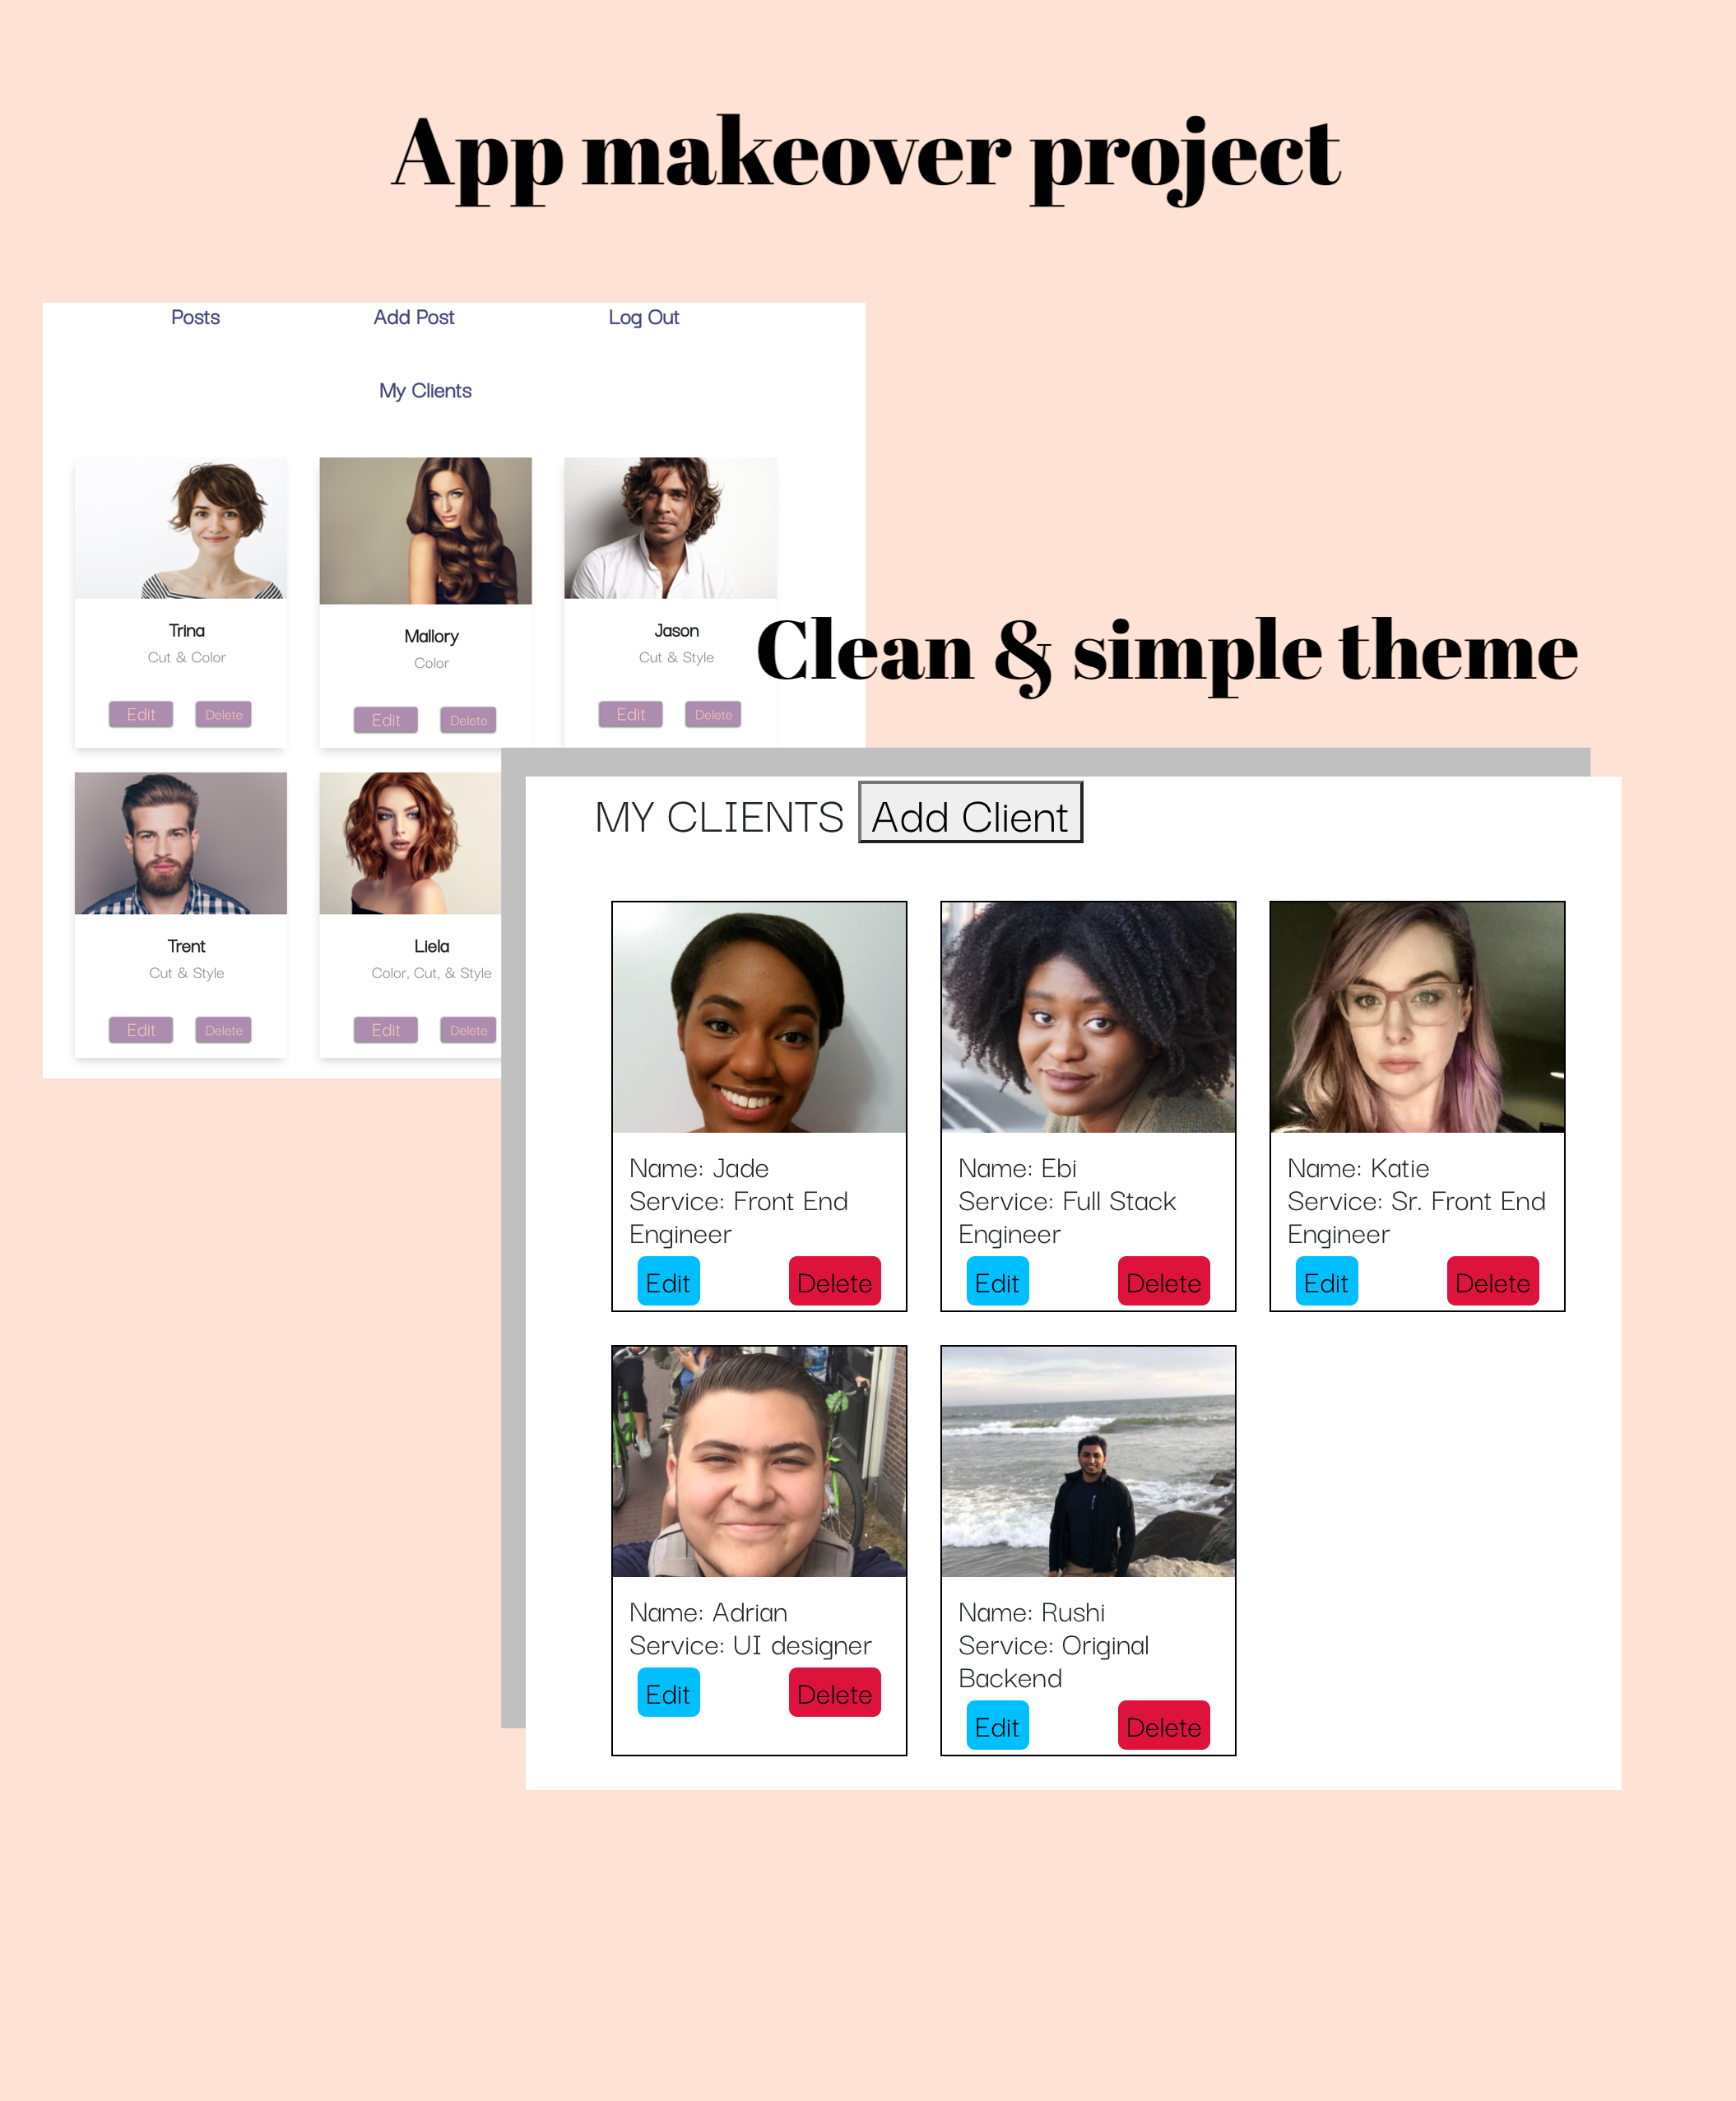 App makeover project
Posts Add Post Log Out
My Clients
Trina Mallory Jason
Cut & Color Color Cut & Style
Edit Delete Edit Delete Edit Delete
Trent Liela
Cut & Style Color, Cut, & Style
Edit Delete Edit Delete
Clean & simple theme
MY CLIENTS Add Client
Name: Jade
Service: Front End
Engineer
Edit Delete
Name: Ebi
Service: Full Stack
Engineer
Edit Delete
Name: Katie
Service: Sr. Front End
Engineer
Edit Delete
Name: Adrian
Service: UI designer
Edit Delete
Name: Rushi
Service: Original
Backend
Edit Delete